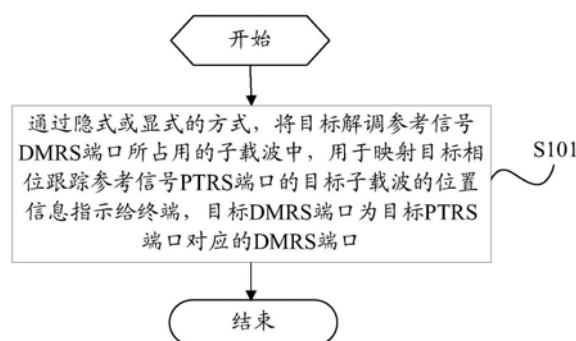 开始
通过隐式或显式的方式，将目标解调参考信号
DMRS端口所占用的子载波中，用于映射目标相
位跟踪参考信号PTRS端口的目标子载波的位置
信息指示给终端，目标DMRS端口为目标PTRS
端口对应的DMRS端口
S101
结束